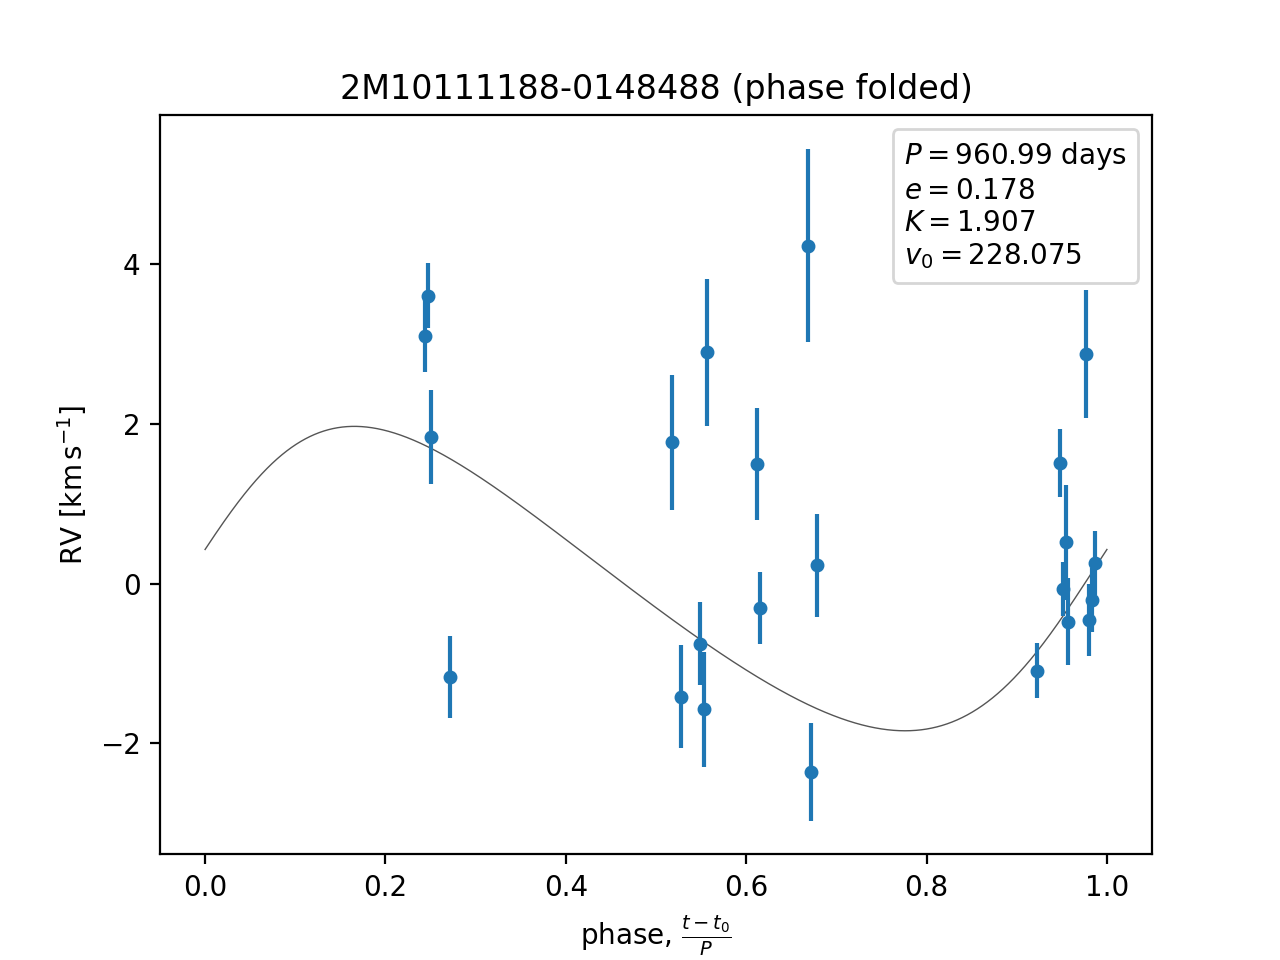 2M10111188-0148488 (phase folded)
P = 960.99 days
e = 0.178
K = 1.907
v₀ = 228.075
RV [km s⁻¹]
4
2
0
−2
0.0 0.2 0.4 0.6 0.8 1.0
phase, (t − t₀)/P